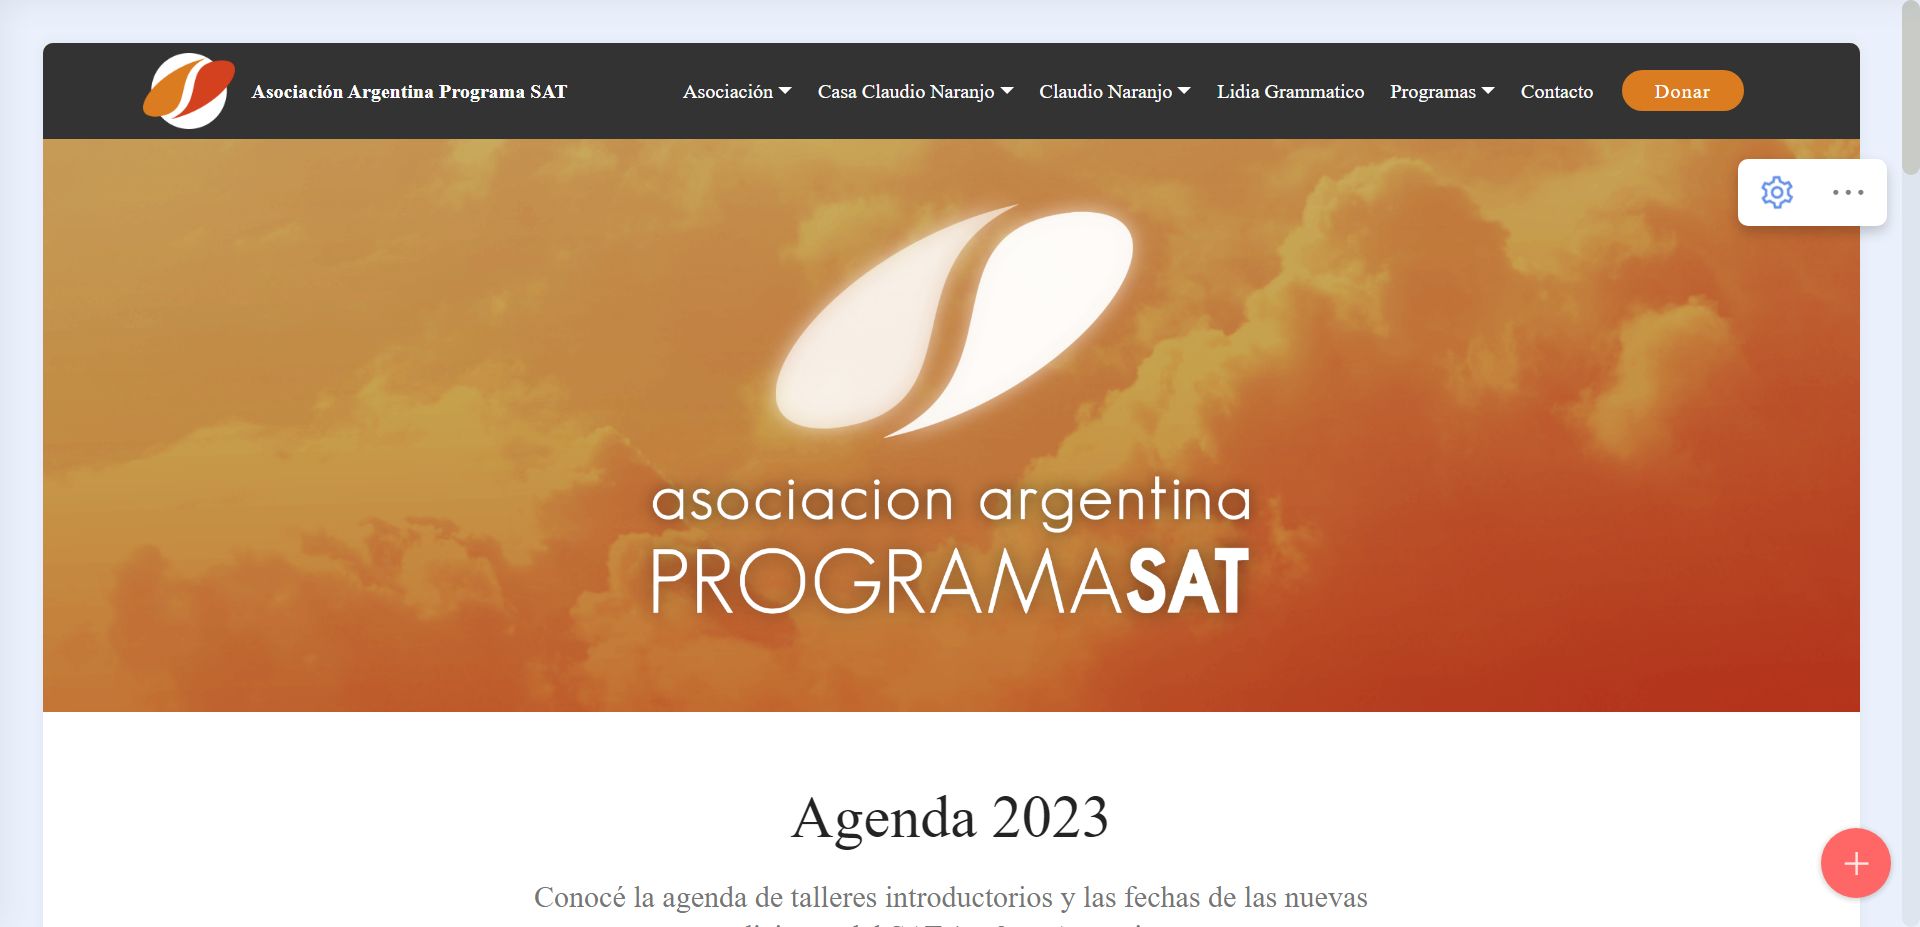 Asociación Argentina Programa SAT
Asociación Casa Claudio Naranjo Claudio Naranjo Lidia Grammatico Programas Contacto Donar
asociacion argentina
PROGRAMASAT
Agenda 2023
Conocé la agenda de talleres introductorios y las fechas de las nuevas